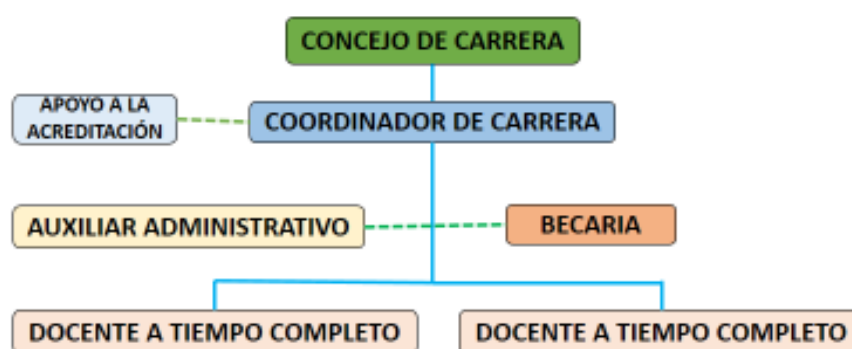 CONCEJO DE CARRERA
APOYO A LA
ACREDITACIÓN
COORDINADOR DE CARRERA
AUXILIAR ADMINISTRATIVO
BECARIA
DOCENTE A TIEMPO COMPLETO
DOCENTE A TIEMPO COMPLETO